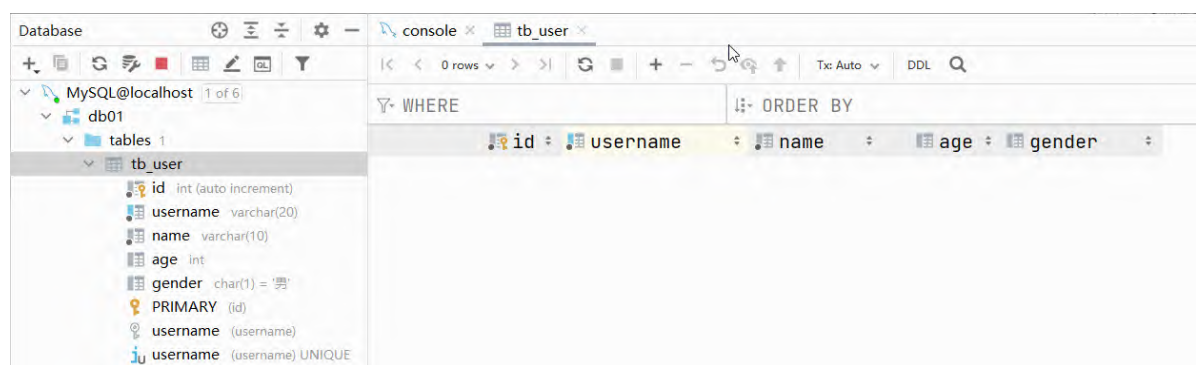 Database
console
tb_user
0 rows
Tx: Auto
DDL
MySQL@localhost 1 of 6
WHERE
ORDER BY
db01
tables 1
id
username
name
age
gender
tb_user
id int (auto increment)
username varchar(20)
name varchar(10)
age int
gender char(1) = '男'
PRIMARY (id)
username (username)
username (username) UNIQUE